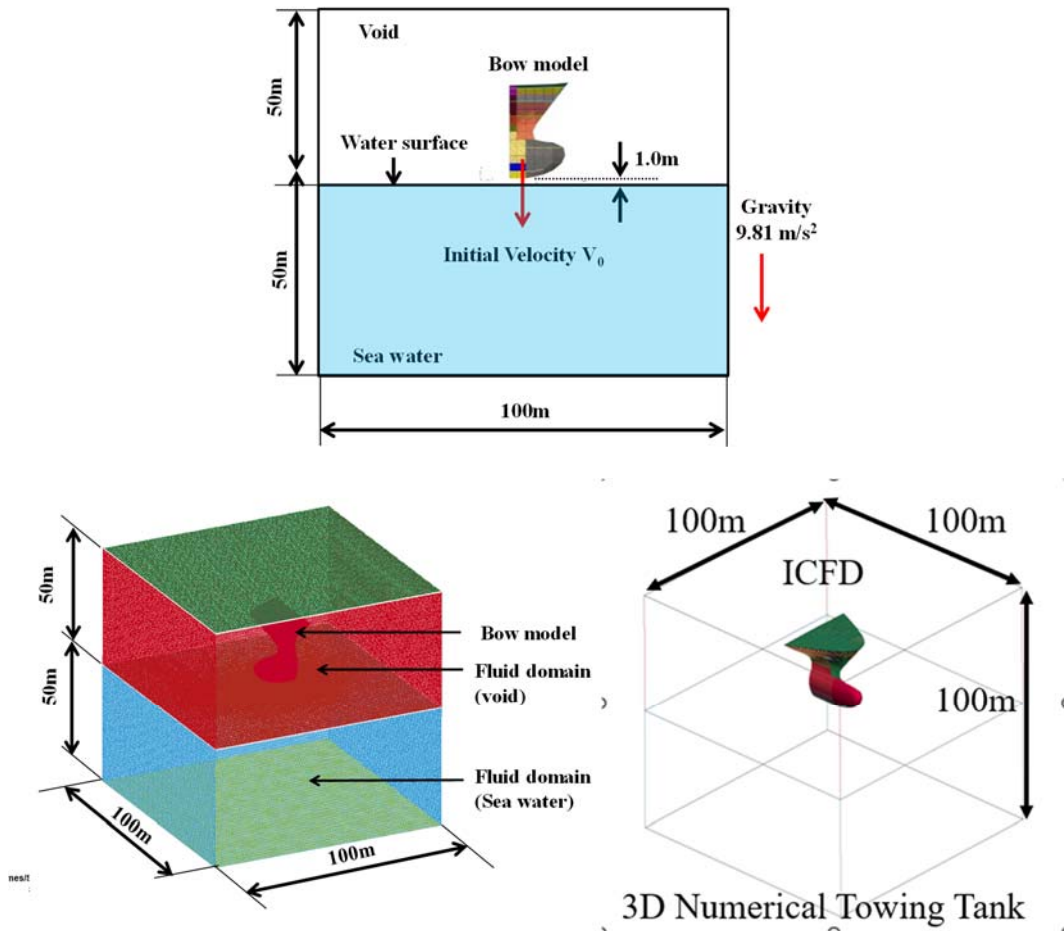 Void
Bow model
50m
Water surface
1.0m
Gravity
9.81 m/s²
Initial Velocity V₀
50m
Sea water
100m
50m
Bow model
Fluid domain
(void)
50m
Fluid domain
(Sea water)
100m
100m
mes/t
100m
100m
ICFD
100m
3D Numerical Towing Tank